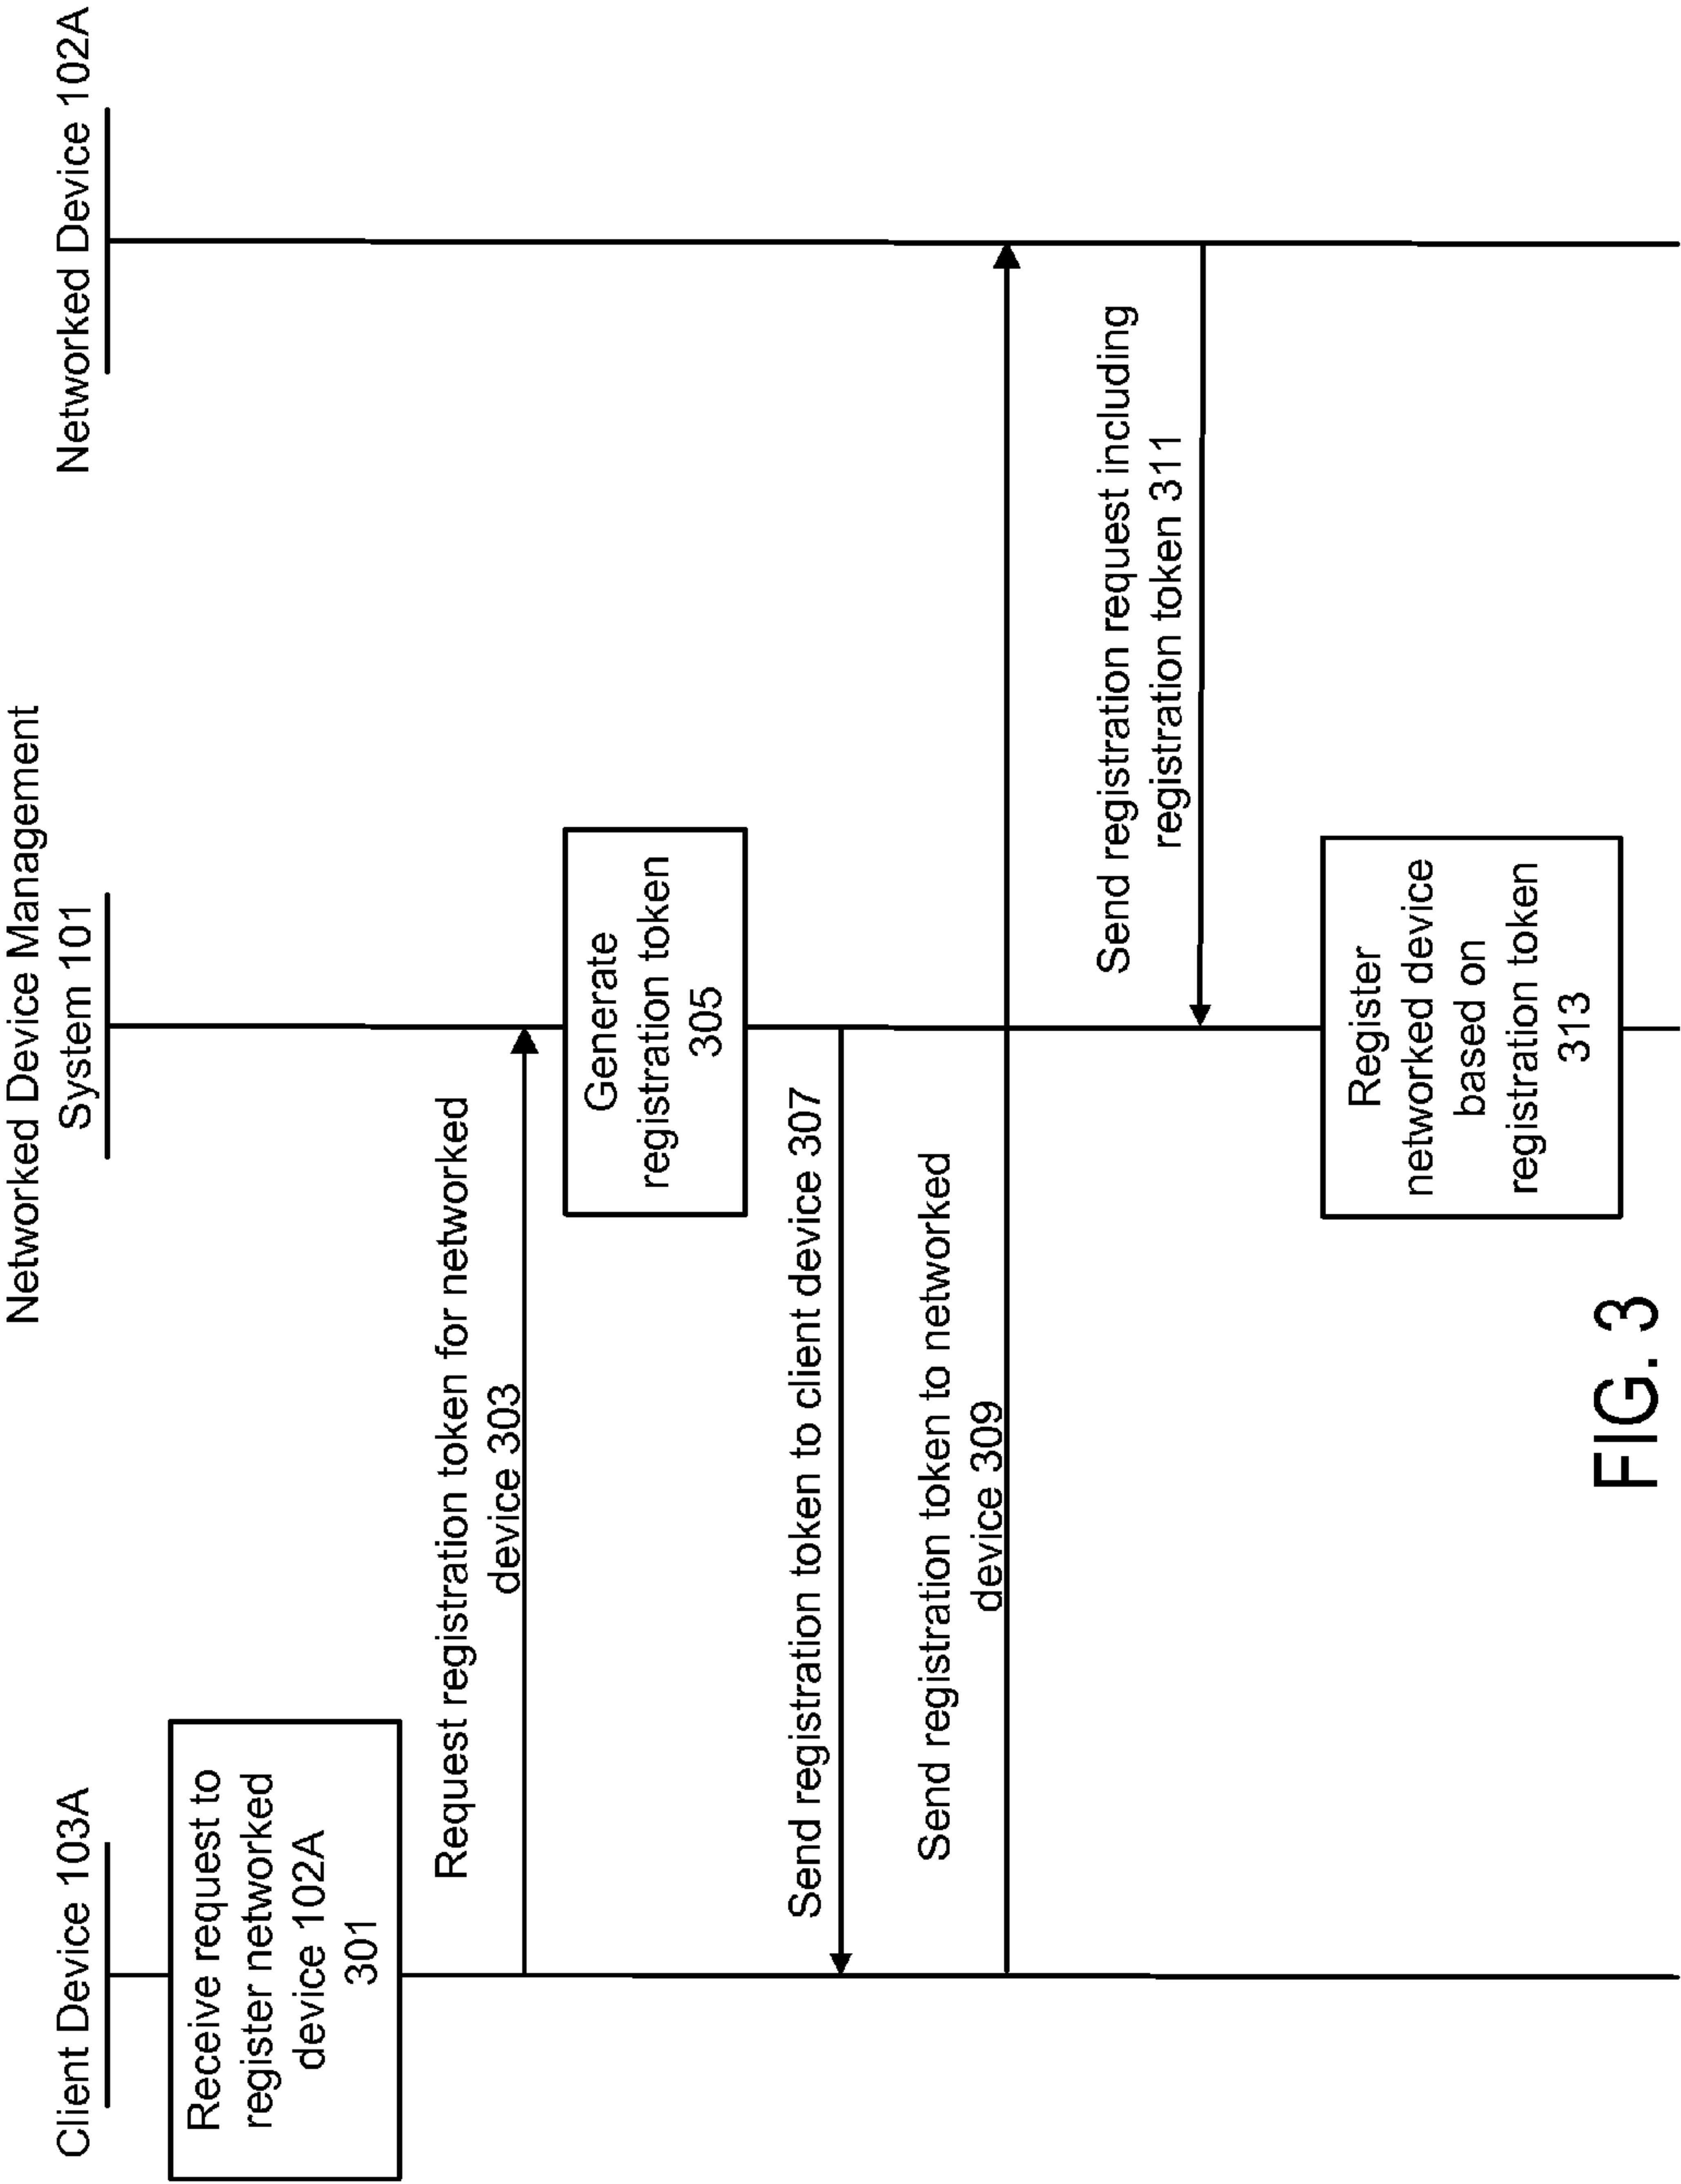 Client Device 103A
Networked Device Management
System 101
Networked Device 102A
Receive request to
register networked
device 102A
301
Request registration token for networked
device 303
Generate
registration token
305
Send registration token to client device 307
Send registration token to networked
device 309
Send registration request including
registration token 311
Register
networked device
based on
registration token
313
FIG. 3